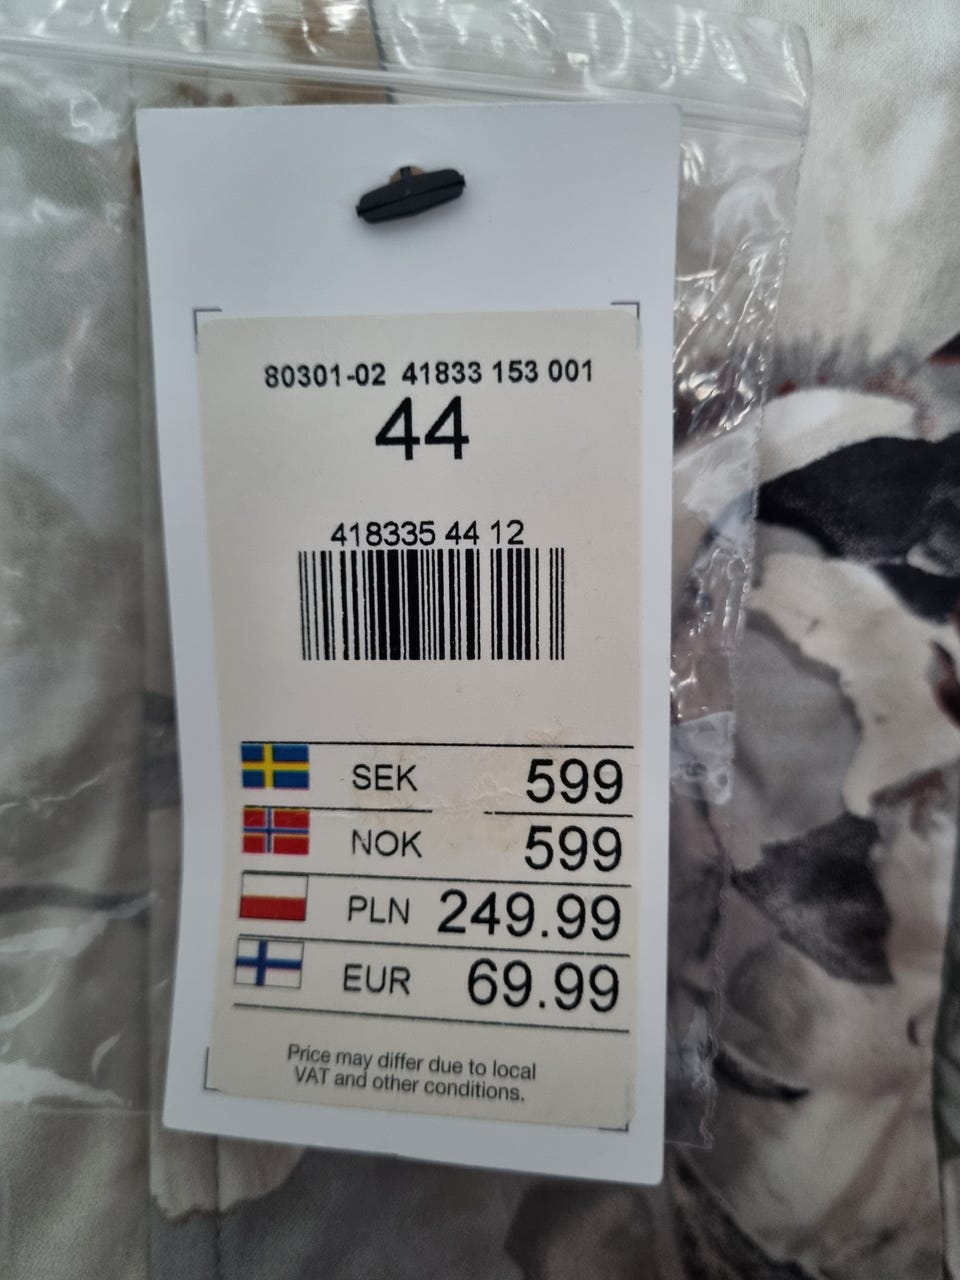 80301-02 41833 153 001
44
418335 44 12
SEK 599
NOK 599
PLN 249.99
EUR 69.99
Price may differ due to local
VAT and other conditions.